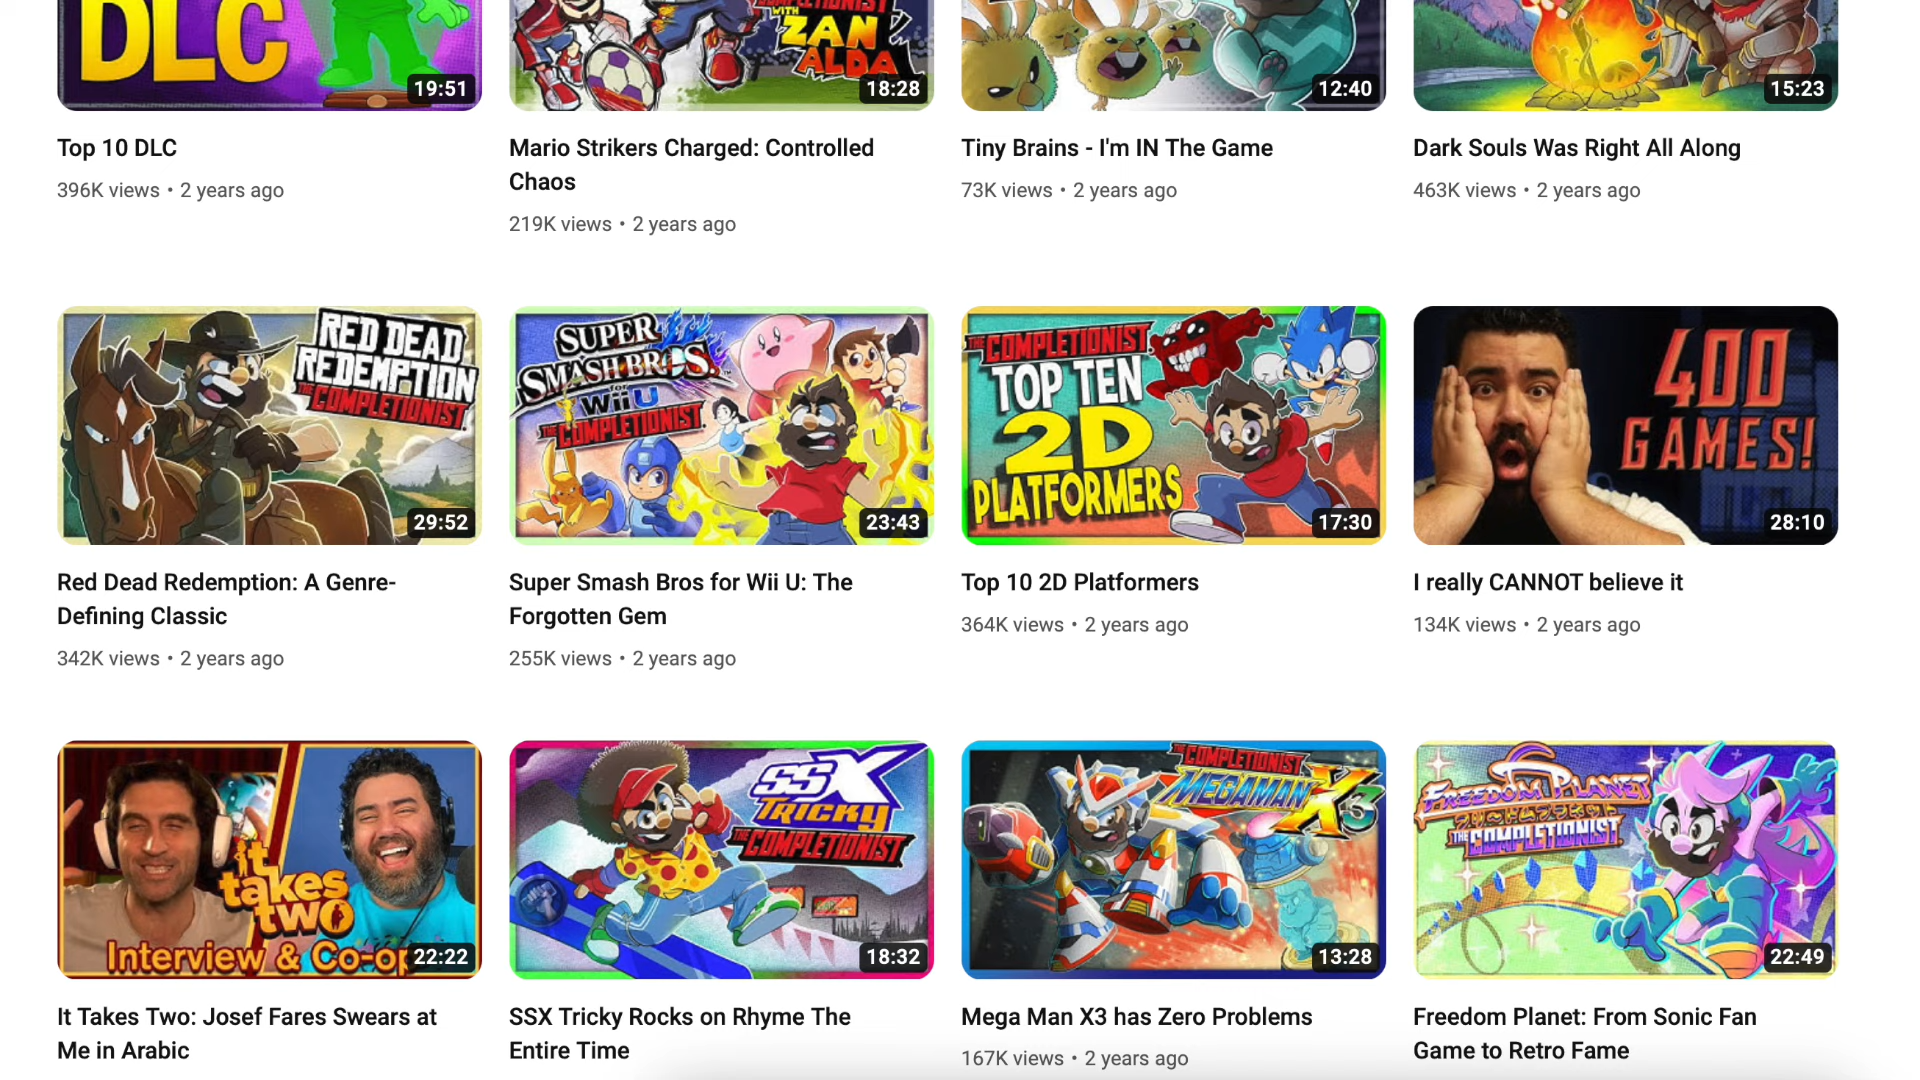 DLC
19:51
COMPLETIONIST
WITH
ZAN
ALDA
18:28
12:40
15:23
Top 10 DLC
396K views • 2 years ago
Mario Strikers Charged: Controlled
Chaos
219K views • 2 years ago
Tiny Brains - I'm IN The Game
73K views • 2 years ago
Dark Souls Was Right All Along
463K views • 2 years ago
RED DEAD
REDEMPTION
THE COMPLETIONIST
29:52
SUPER
SMASH BROS.
for
Wii U
THE COMPLETIONIST
23:43
THE COMPLETIONIST
TOP TEN
2D
PLATFORMERS
17:30
400
GAMES!
28:10
Red Dead Redemption: A Genre-
Defining Classic
342K views • 2 years ago
Super Smash Bros for Wii U: The
Forgotten Gem
255K views • 2 years ago
Top 10 2D Platformers
364K views • 2 years ago
I really CANNOT believe it
134K views • 2 years ago
it
takes
two
Interview & Co-op
22:22
SSX
TRICKY
THE COMPLETIONIST
18:32
THE COMPLETIONIST
MEGAMAN X3
13:28
FREEDOM PLANET
THE COMPLETIONIST
22:49
It Takes Two: Josef Fares Swears at
Me in Arabic
SSX Tricky Rocks on Rhyme The
Entire Time
Mega Man X3 has Zero Problems
167K views • 2 years ago
Freedom Planet: From Sonic Fan
Game to Retro Fame